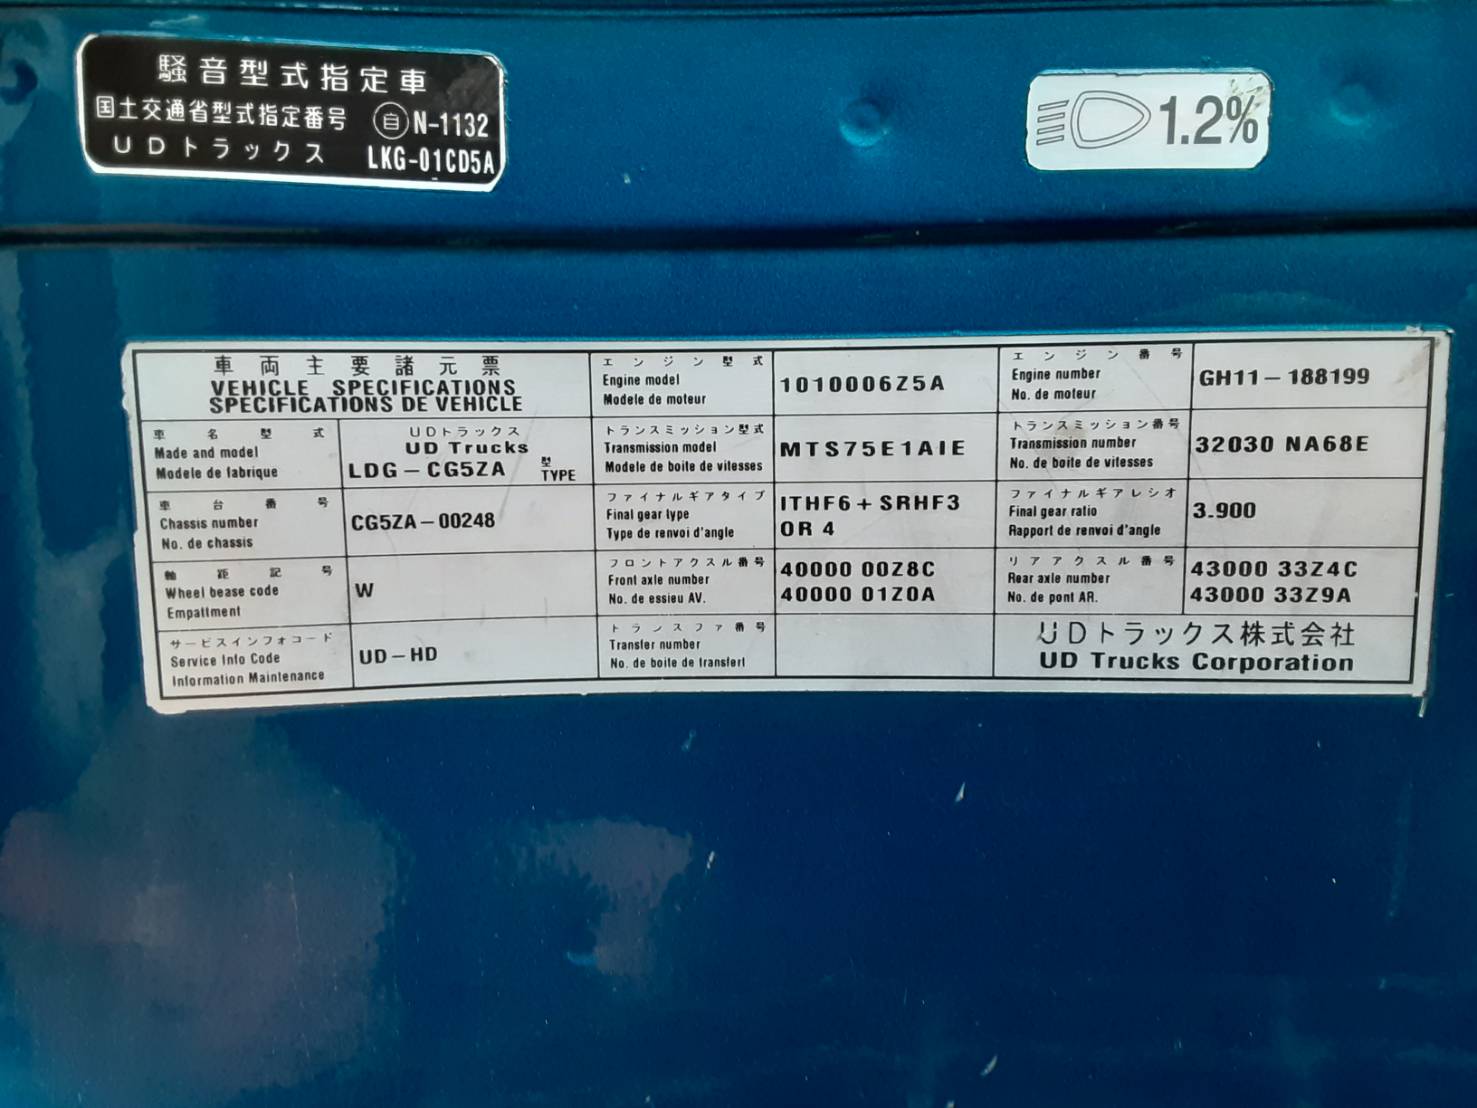 騒音型式指定車
国土交通省型式指定番号 自 N-1132
UDトラックス LKG-01CD5A
1.2%
車両主要諸元票
VEHICLE SPECIFICATIONS
SPECIFICATIONS DE VEHICLE
エンジン型式
Engine model
Modele de moteur
1010006Z5A
エンジン番号
Engine number
No. de moteur
GH11-188199
車名型式
Made and model
Modele de fabrique
UDトラックス
UD Trucks
LDG-CG5ZA 型 TYPE
トランスミッション型式
Transmission model
Modele de boite de vitesses
MTS75E1AIE
トランスミッション番号
Transmission number
No. de boite de vitesses
32030 NA68E
車台番号
Chassis number
No. de chassis
CG5ZA-00248
ファイナルギアタイプ
Final gear type
Type de renvoi d'angle
ITHF6+SRHF3
OR 4
ファイナルギアレシオ
Final gear ratio
Rapport de renvoi d'angle
3.900
軸距記号
Wheel bease code
Empattment
W
フロントアクスル番号
Front axle number
No. de essieu AV.
40000 00Z8C
40000 01Z0A
リアアクスル番号
Rear axle number
No. de pont AR.
43000 33Z4C
43000 33Z9A
サービスインフォコード
Service Info Code
Information Maintenance
UD-HD
トランスファ番号
Transfer number
No. de boite de transfert
UDトラックス株式会社
UD Trucks Corporation